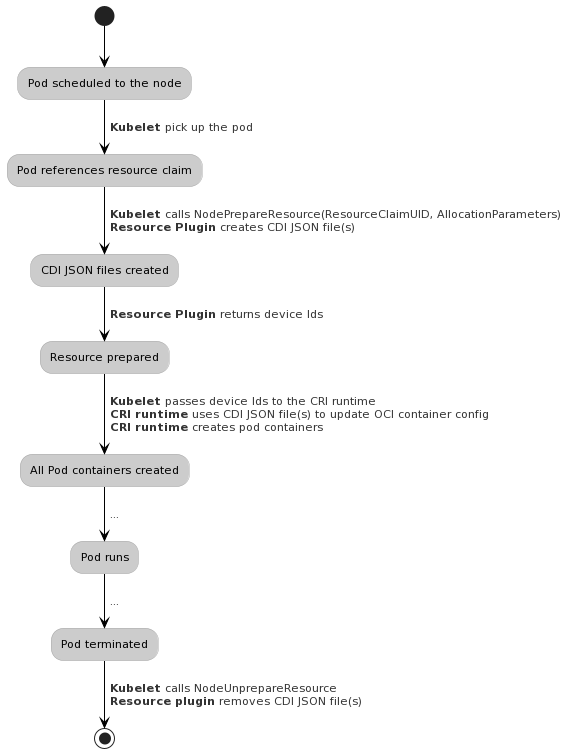 Pod scheduled to the node
Kubelet pick up the pod
Pod references resource claim
Kubelet calls NodePrepareResource(ResourceClaimUID, AllocationParameters)
Resource Plugin creates CDI JSON file(s)
CDI JSON files created
Resource Plugin returns device Ids
Resource prepared
Kubelet passes device Ids to the CRI runtime
CRI runtime uses CDI JSON file(s) to update OCI container config
CRI runtime creates pod containers
All Pod containers created
...
Pod runs
...
Pod terminated
Kubelet calls NodeUnprepareResource
Resource plugin removes CDI JSON file(s)